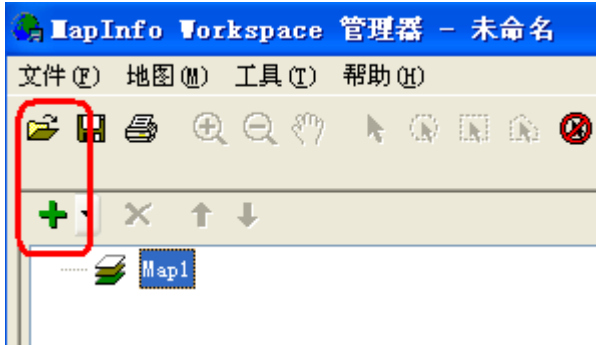 MapInfo Workspace 管理器 - 未命名
文件(F) 地图(M) 工具(T) 帮助(H)
Map1